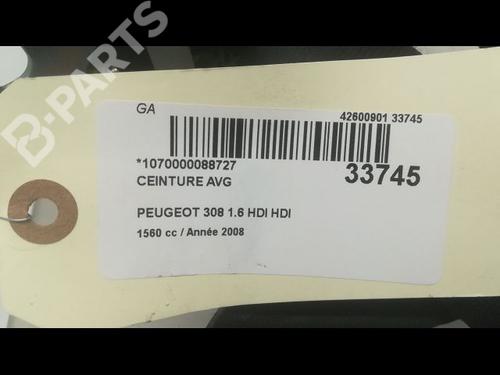 B-PARTS
GA
42600901 33745
*1070000088727
33745
CEINTURE AVG
PEUGEOT 308 1.6 HDI HDI
1560 cc / Année 2008